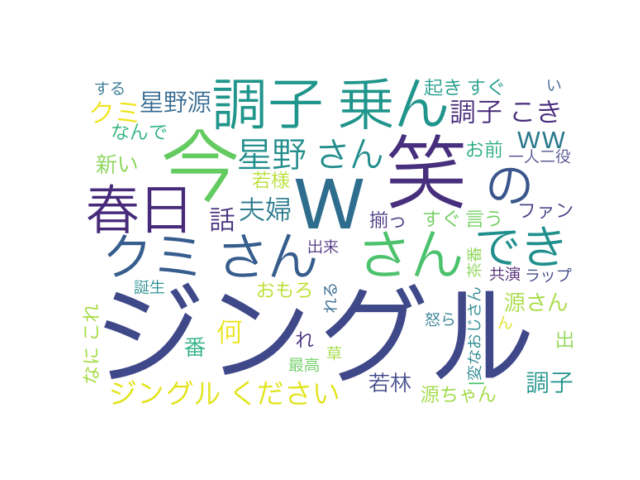 する
クミ
星野源
調子 乗ん
起き すぐ
い
調子 こき
なんで
今
星野 さん
笑
お前
ww
一人二役
新い
若様
w
の
春日
話
夫婦
揃っ
すぐ 言う
ファン
クミ さん
出来
さん
でき
茶番
共演
ラップ
ジングル
誕生
おもろ
れる
変なおじさん
源さん
なに これ
番
何
れ
怒ら
ん
出
最高
草
ジングル ください
若林
源ちゃん
調子